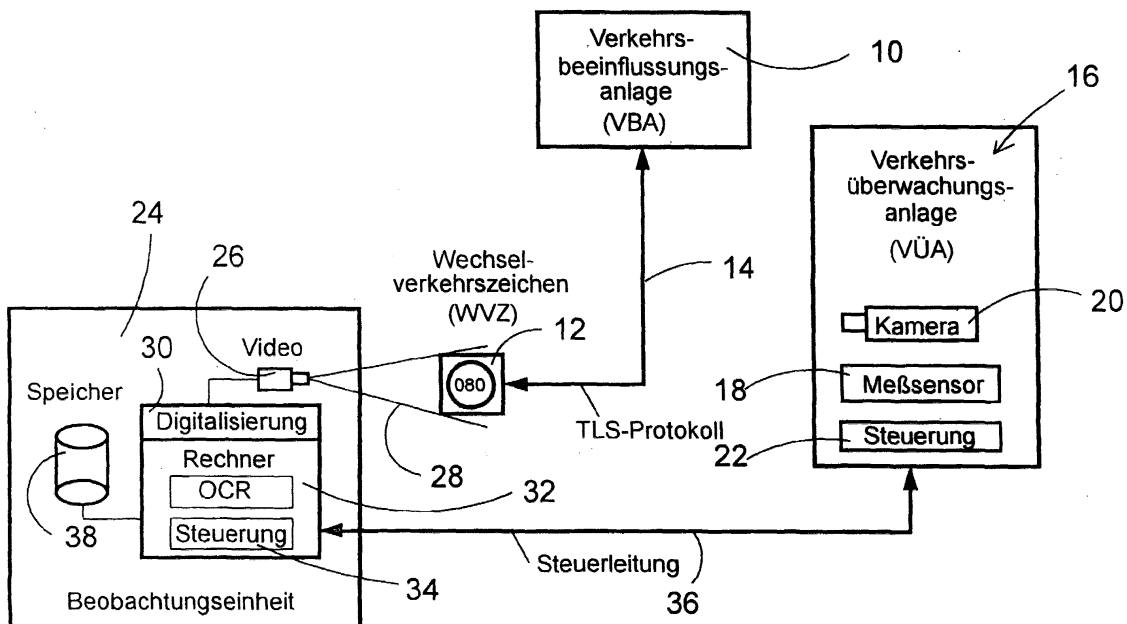 Verkehrs-
beeinflussungs-
anlage
(VBA)
10
16
Verkehrs-
überwachungs-
anlage
(VÜA)
24
26
Wechsel-
verkehrszeichen
(WVZ)
14
12
20
Kamera
30
Video
080
18
Meßsensor
Speicher
Digitalisierung
TLS-Protokoll
22
Steuerung
Rechner
28
OCR
32
38
Steuerung
Steuerleitung
34
36
Beobachtungseinheit